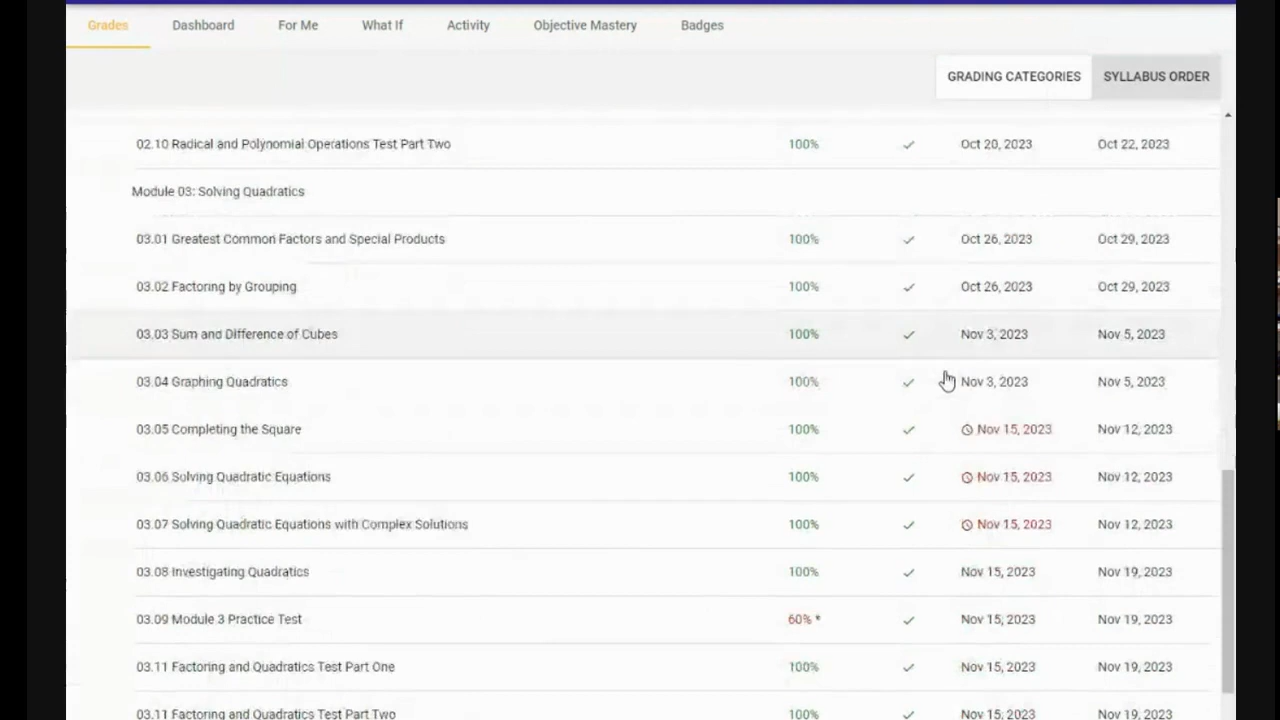 Grades Dashboard For Me What If Activity Objective Mastery Badges
GRADING CATEGORIES SYLLABUS ORDER
02.10 Radical and Polynomial Operations Test Part Two 100% Oct 20, 2023 Oct 22, 2023
Module 03: Solving Quadratics
03.01 Greatest Common Factors and Special Products 100% Oct 26, 2023 Oct 29, 2023
03.02 Factoring by Grouping 100% Oct 26, 2023 Oct 29, 2023
03.03 Sum and Difference of Cubes 100% Nov 3, 2023 Nov 5, 2023
03.04 Graphing Quadratics 100% Nov 3, 2023 Nov 5, 2023
03.05 Completing the Square 100% Nov 15, 2023 Nov 12, 2023
03.06 Solving Quadratic Equations 100% Nov 15, 2023 Nov 12, 2023
03.07 Solving Quadratic Equations with Complex Solutions 100% Nov 15, 2023 Nov 12, 2023
03.08 Investigating Quadratics 100% Nov 15, 2023 Nov 19, 2023
03.09 Module 3 Practice Test 60% * Nov 15, 2023 Nov 19, 2023
03.11 Factoring and Quadratics Test Part One 100% Nov 15, 2023 Nov 19, 2023
03.11 Factoring and Quadratics Test Part Two 100% Nov 15, 2023 Nov 19, 2023